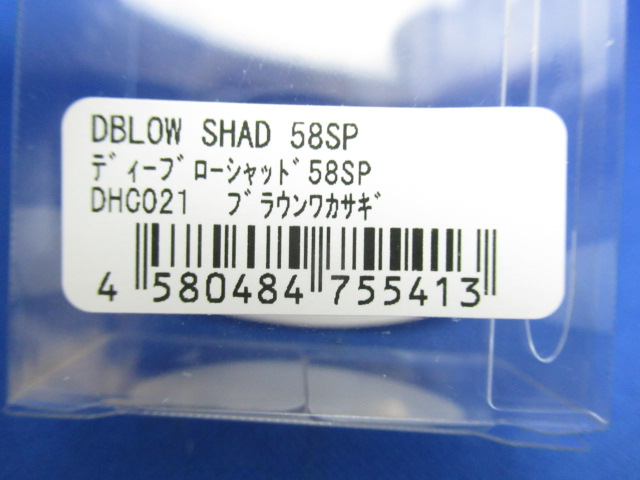 DBLOW SHAD 58SP
ディーブローシャッド58SP
DHC021 ブラウンワカサギ
4 580484 755413